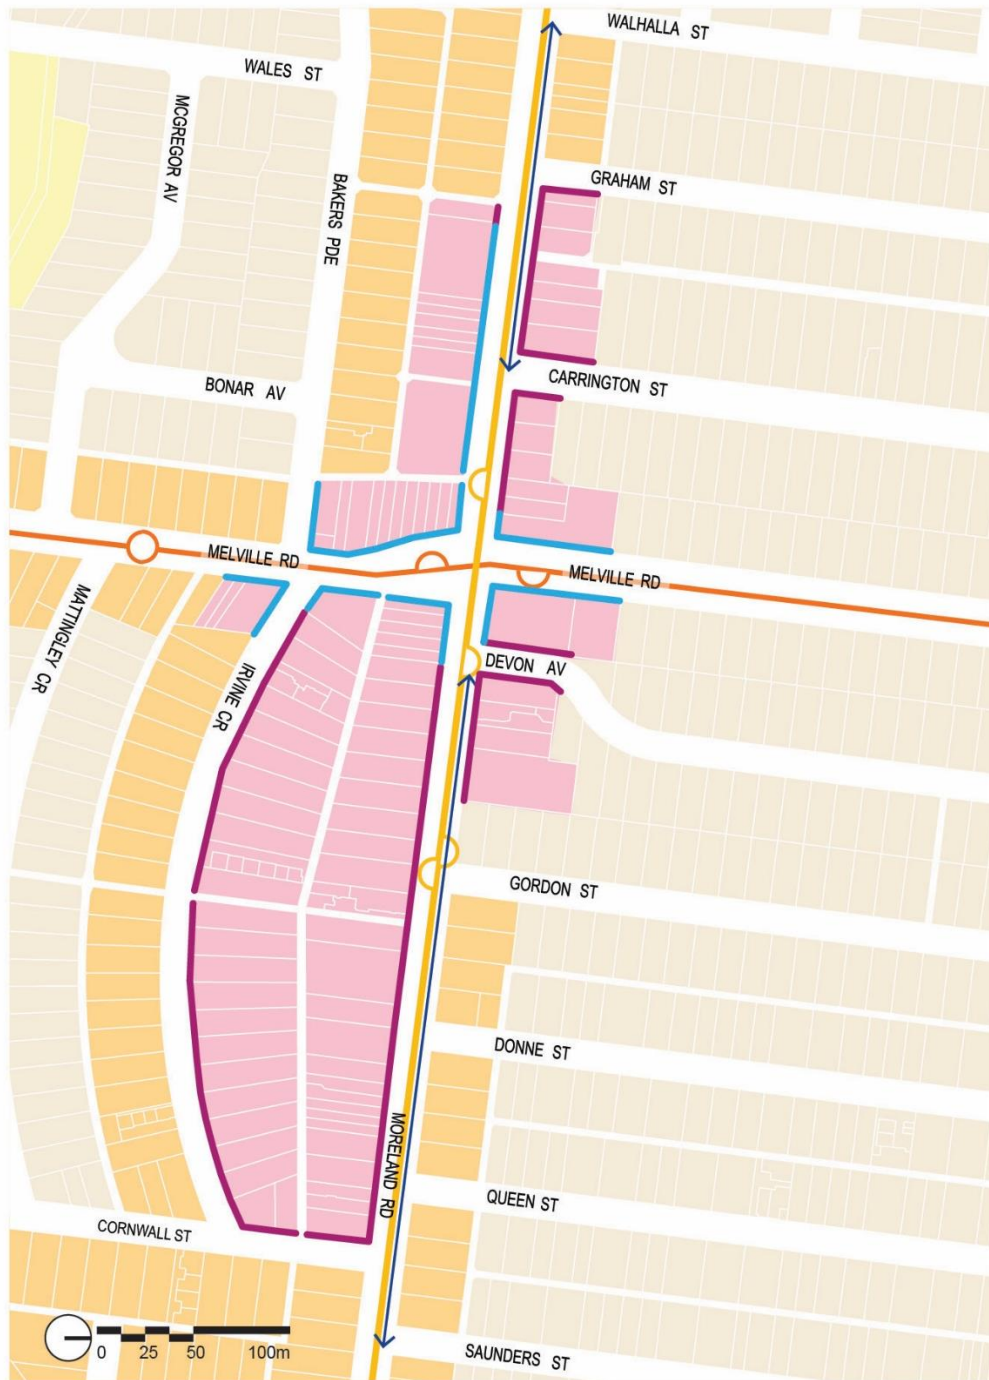 WALHALLA ST
WALES ST
MCGREGOR AV
GRAHAM ST
BAKERS PDE
CARRINGTON ST
BONAR AV
MELVILLE RD
MELVILLE RD
MATTINGLEY CR
DEVON AV
IRVINE CR
GORDON ST
DONNE ST
MORELAND RD
QUEEN ST
CORNWALL ST
0 25 50 100m
SAUNDERS ST